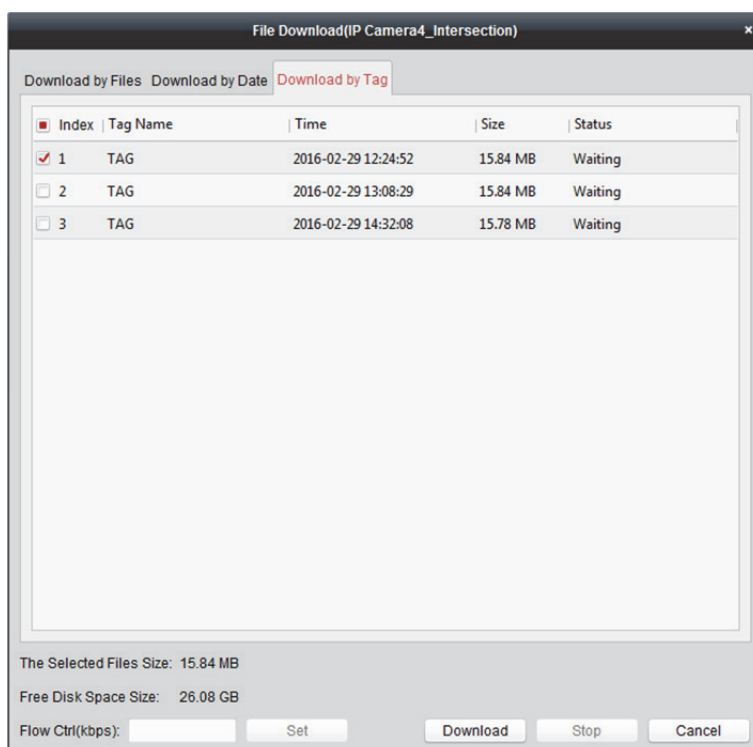 File Download(IP Camera4_Intersection) ×
Download by Files Download by Date Download by Tag
Index Tag Name Time Size Status
1 TAG 2016-02-29 12:24:52 15.84 MB Waiting
2 TAG 2016-02-29 13:08:29 15.84 MB Waiting
3 TAG 2016-02-29 14:32:08 15.78 MB Waiting
The Selected Files Size: 15.84 MB
Free Disk Space Size: 26.08 GB
Flow Ctrl(kbps): Set Download Stop Cancel